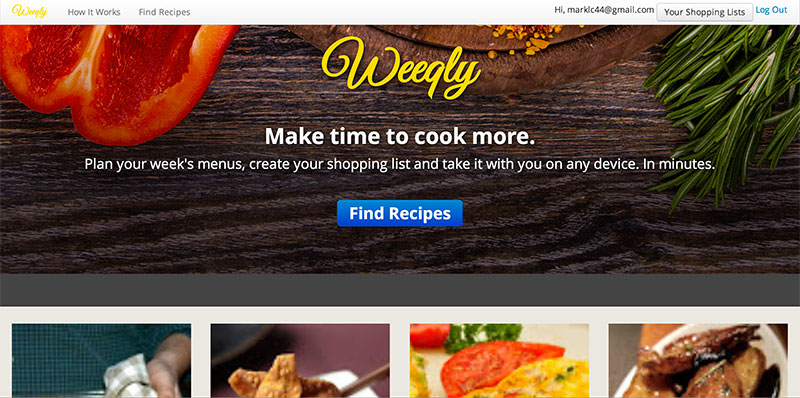 Weeqly How It Works Find Recipes Hi, marklc44@gmail.com Your Shopping Lists Log Out
Weeqly
Make time to cook more.
Plan your week's menus, create your shopping list and take it with you on any device. In minutes.
Find Recipes